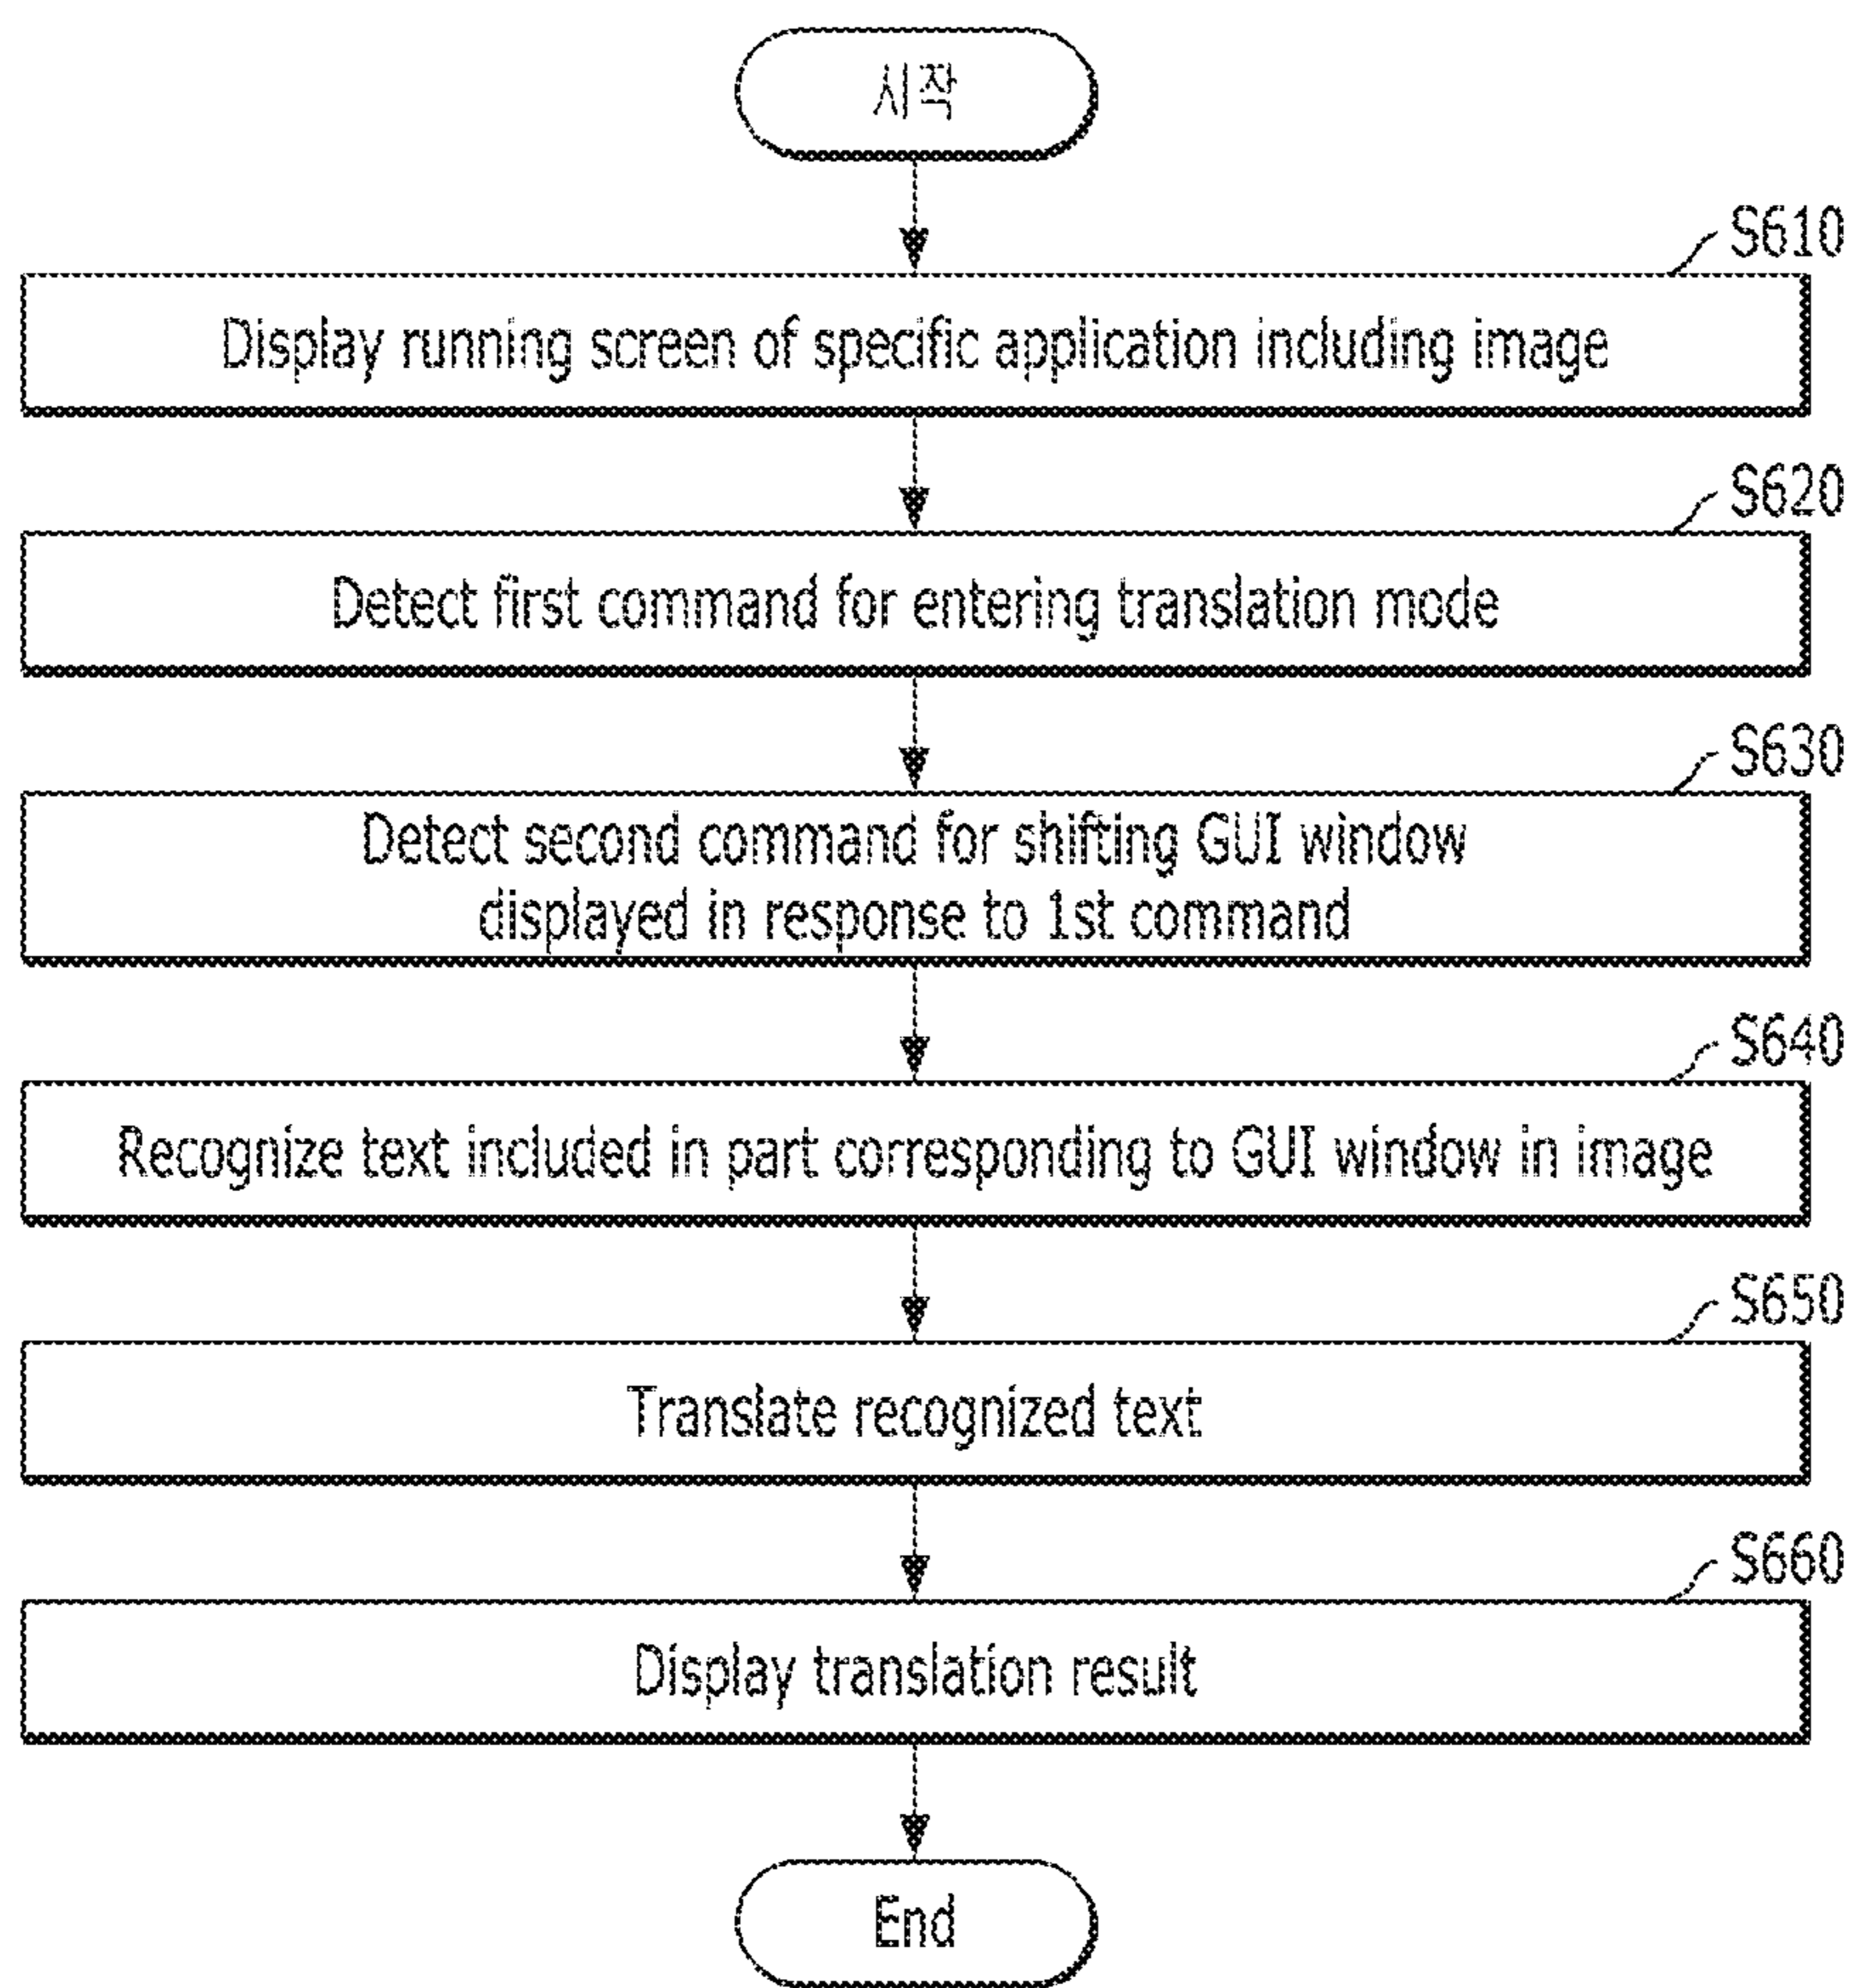 시작
S610
Display running screen of specific application including image
S620
Detect first command for entering translation mode
S630
Detect second command for shifting GUI window
displayed in response to 1st command
S640
Recognize text included in part corresponding to GUI window in image
S650
Translate recognized text
S660
Display translation result
End